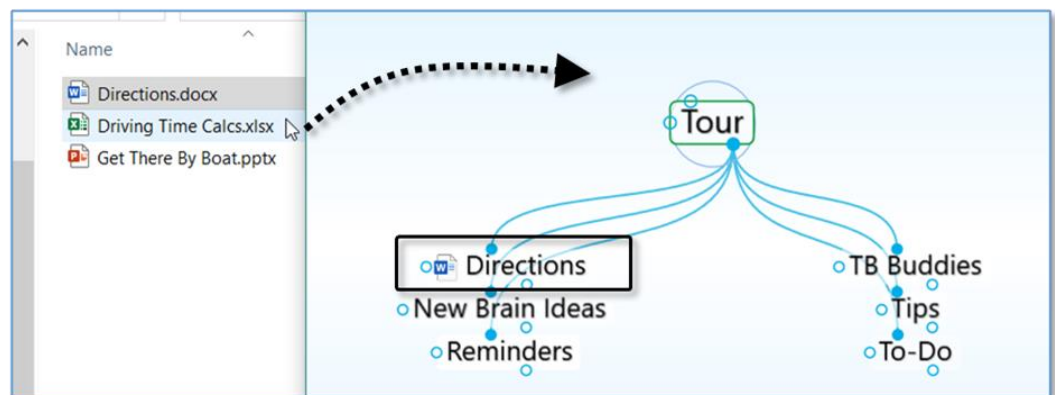 Name
Directions.docx
Driving Time Calcs.xlsx
Get There By Boat.pptx
Tour
Directions
New Brain Ideas
Reminders
TB Buddies
Tips
To-Do